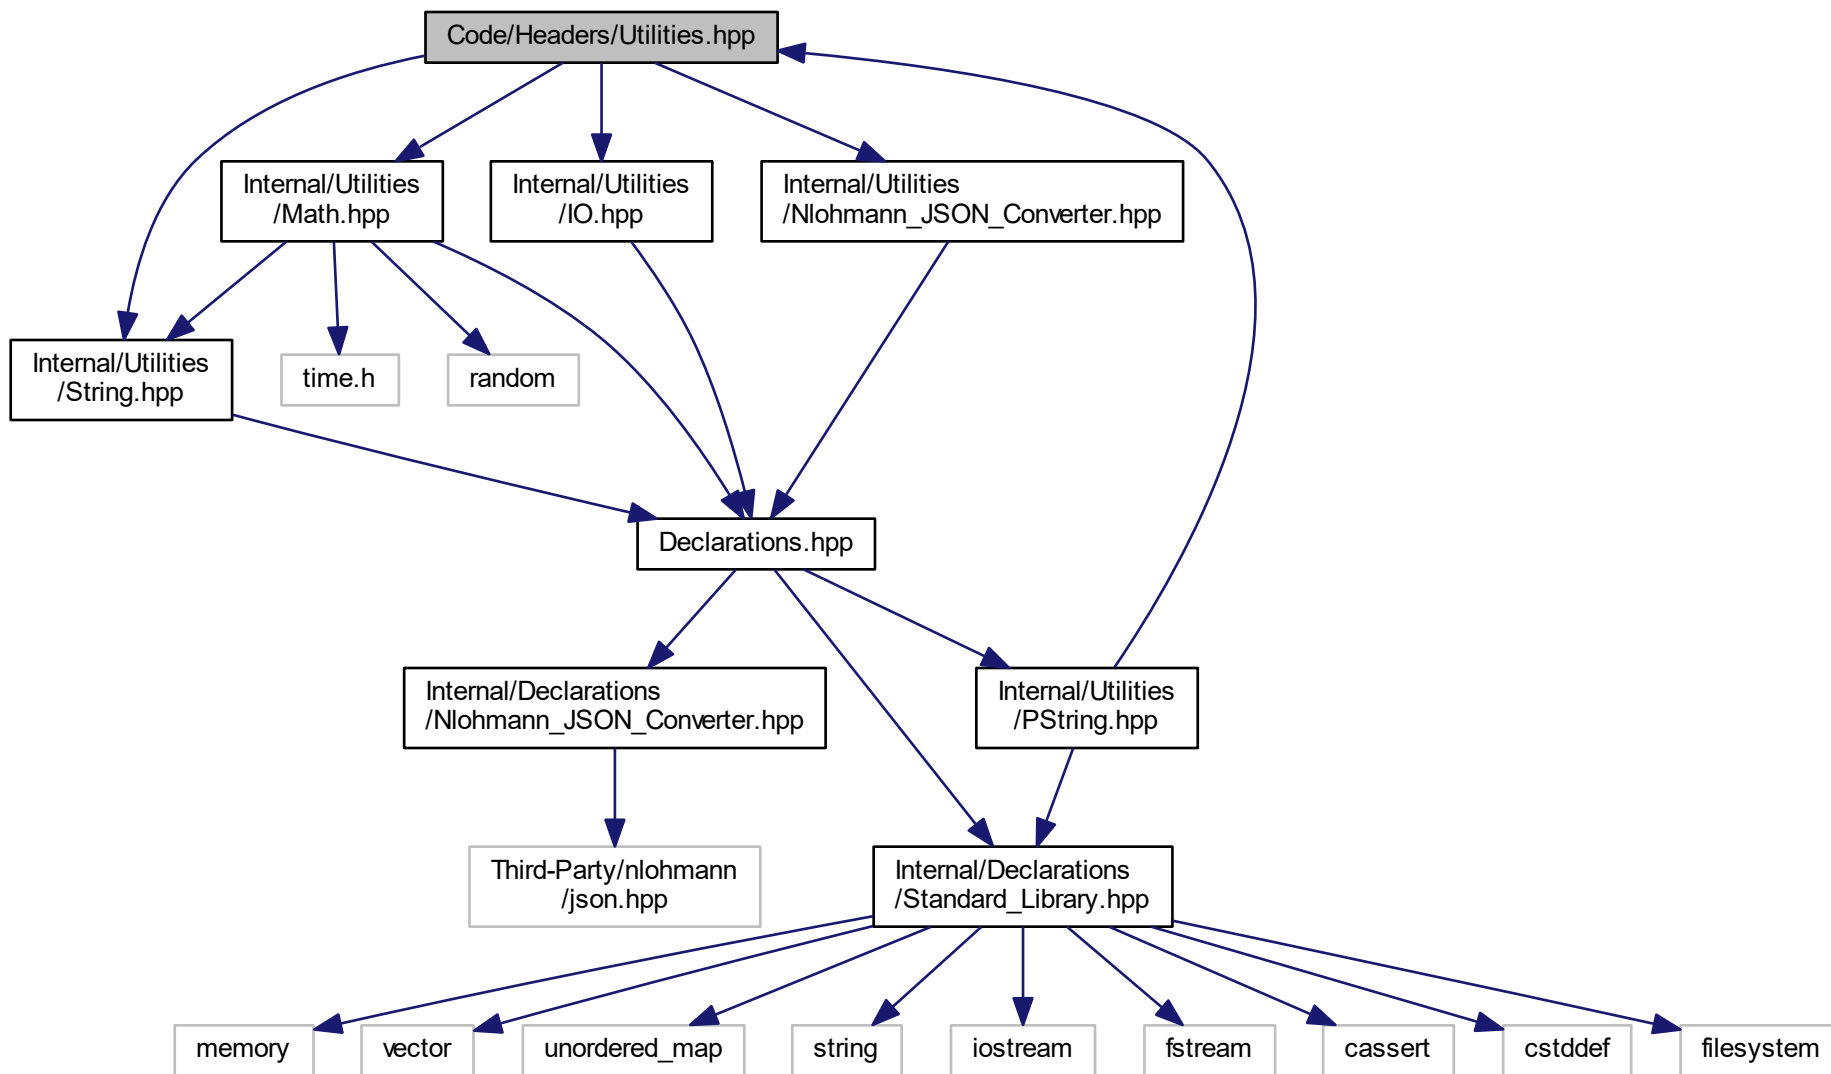 Code/Headers/Utilities.hpp
Internal/Utilities
/Math.hpp
Internal/Utilities
/IO.hpp
Internal/Utilities
/Nlohmann_JSON_Converter.hpp
Internal/Utilities
/String.hpp
time.h
random
Declarations.hpp
Internal/Declarations
/Nlohmann_JSON_Converter.hpp
Internal/Utilities
/PString.hpp
Third-Party/nlohmann
/json.hpp
Internal/Declarations
/Standard_Library.hpp
memory
vector
unordered_map
string
iostream
fstream
cassert
cstddef
filesystem